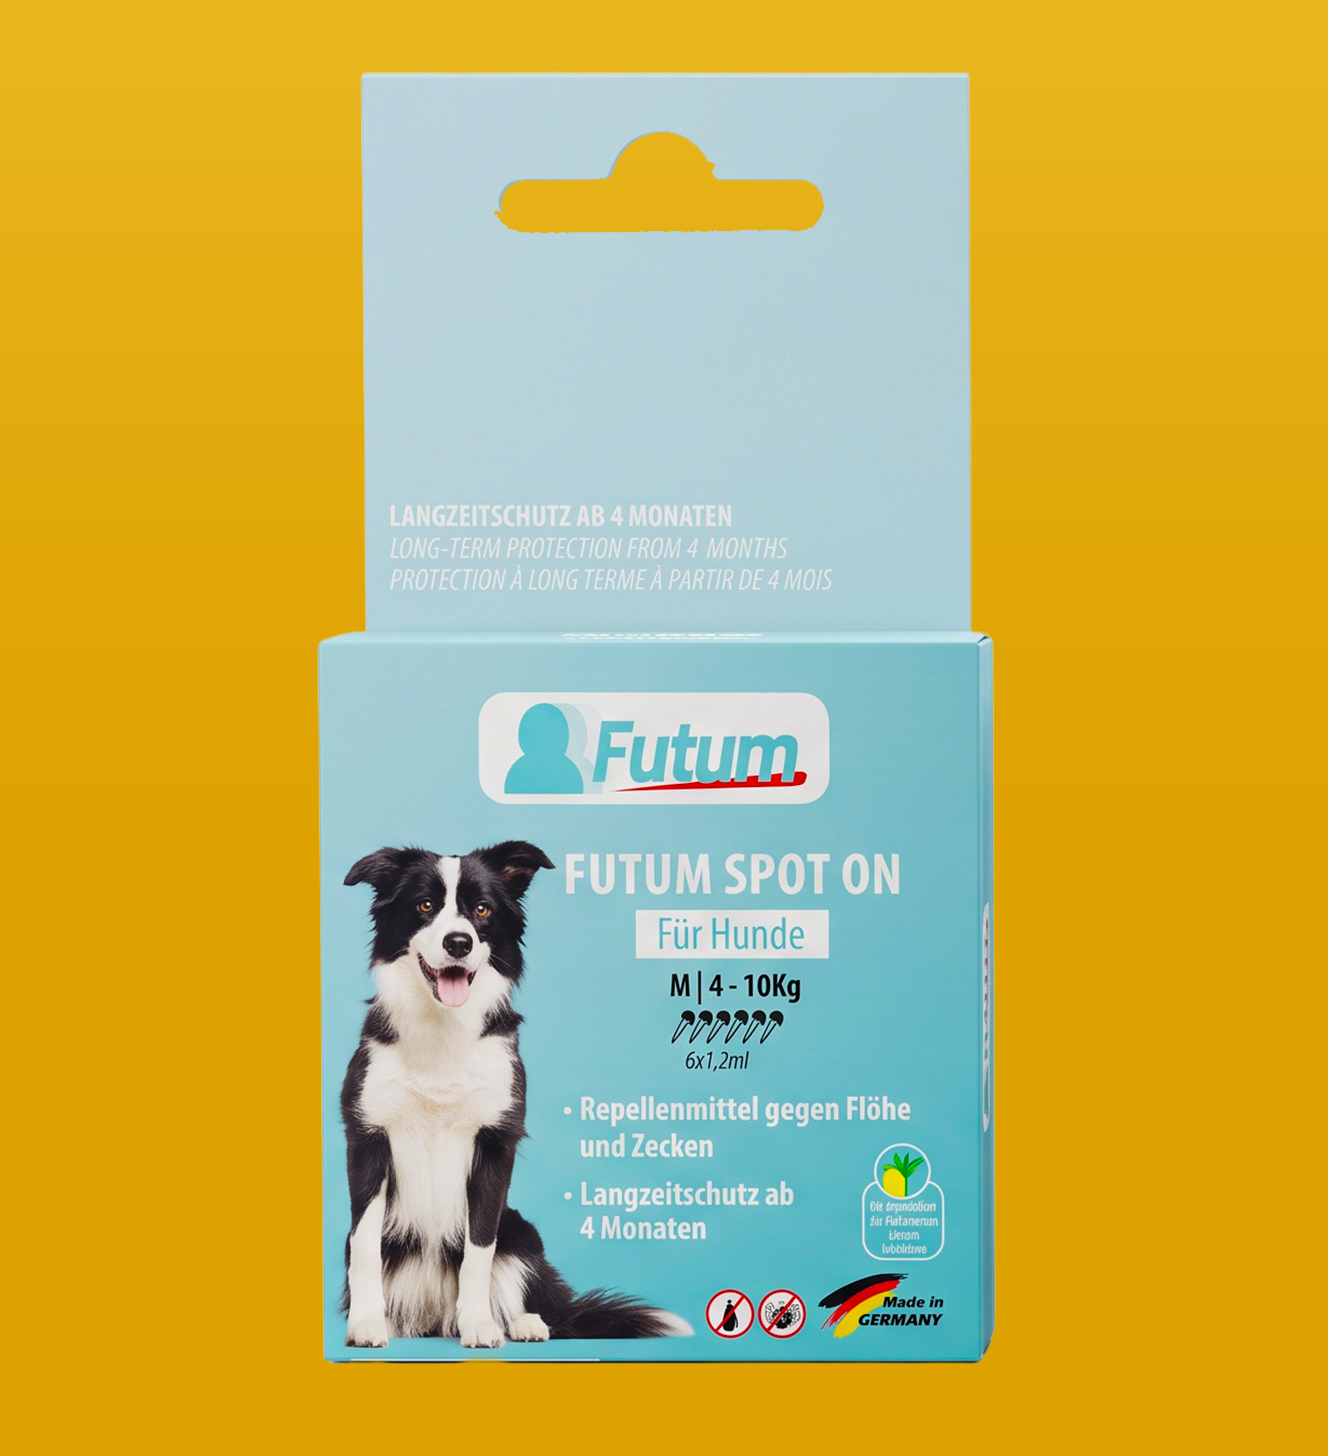 LANGZEITSCHUTZ AB 4 MONATEN
LONG-TERM PROTECTION FROM 4 MONTHS
PROTECTION À LONG TERME À PARTIR DE 4 MOIS
Futum
FUTUM SPOT ON
Für Hunde
M | 4 - 10Kg
6x1,2ml
• Repellenmittel gegen Flöhe
und Zecken
• Langzeitschutz ab
4 Monaten
Made in
GERMANY